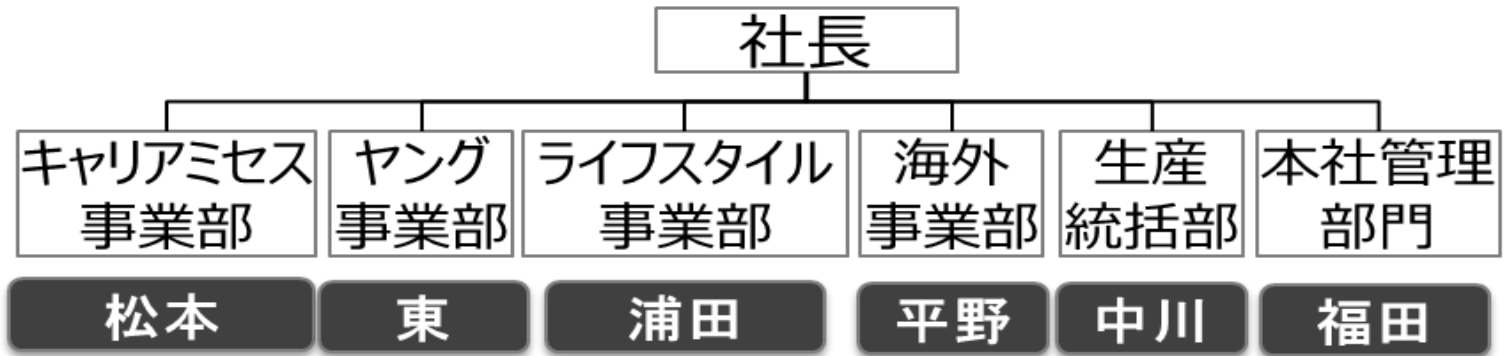 社長
キャリアミセス
事業部
ヤング
事業部
ライフスタイル
事業部
海外
事業部
生産
統括部
本社管理
部門
松本
東
浦田
平野
中川
福田